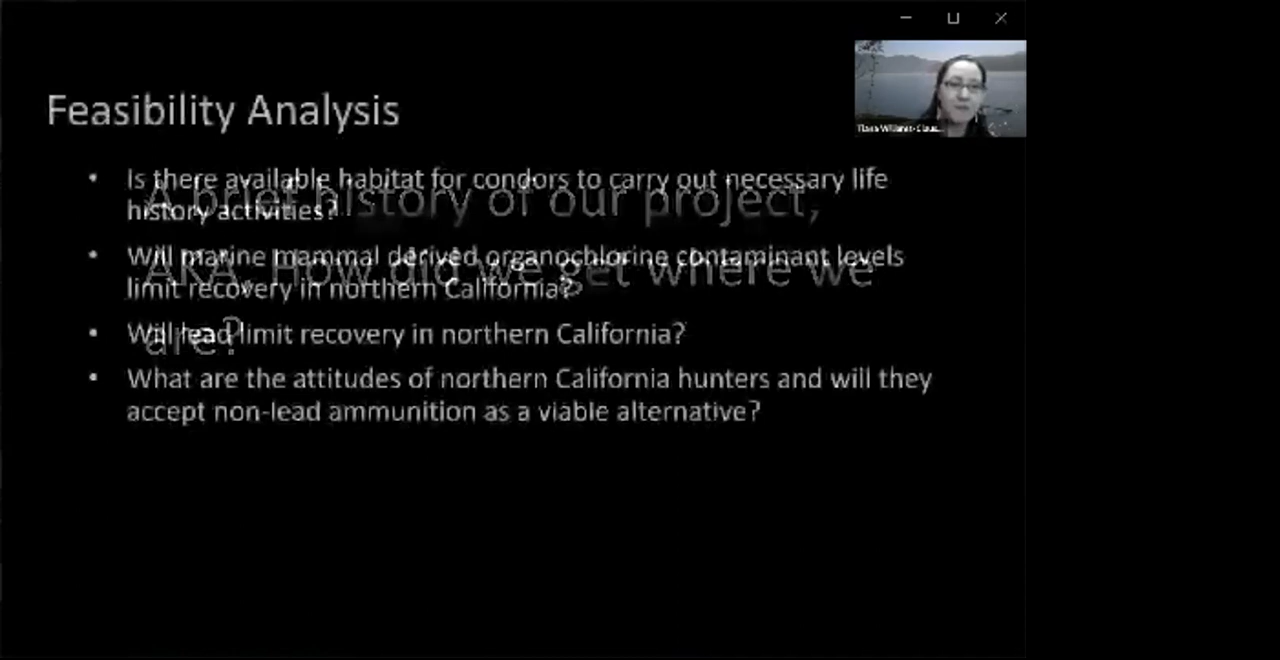 Feasibility Analysis
• Is there available habitat for condors to carry out necessary life
history activities?
• Will marine mammal derived organochlorine contaminant levels
limit recovery in northern California?
• Will lead limit recovery in northern California?
• What are the attitudes of northern California hunters and will they
accept non-lead ammunition as a viable alternative?
A brief history of our project,
AKA, How did we get where we
are?